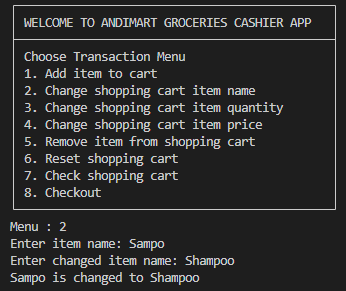 WELCOME TO ANDIMART GROCERIES CASHIER APP
Choose Transaction Menu
1. Add item to cart
2. Change shopping cart item name
3. Change shopping cart item quantity
4. Change shopping cart item price
5. Remove item from shopping cart
6. Reset shopping cart
7. Check shopping cart
8. Checkout
Menu : 2
Enter item name: Sampo
Enter changed item name: Shampoo
Sampo is changed to Shampoo